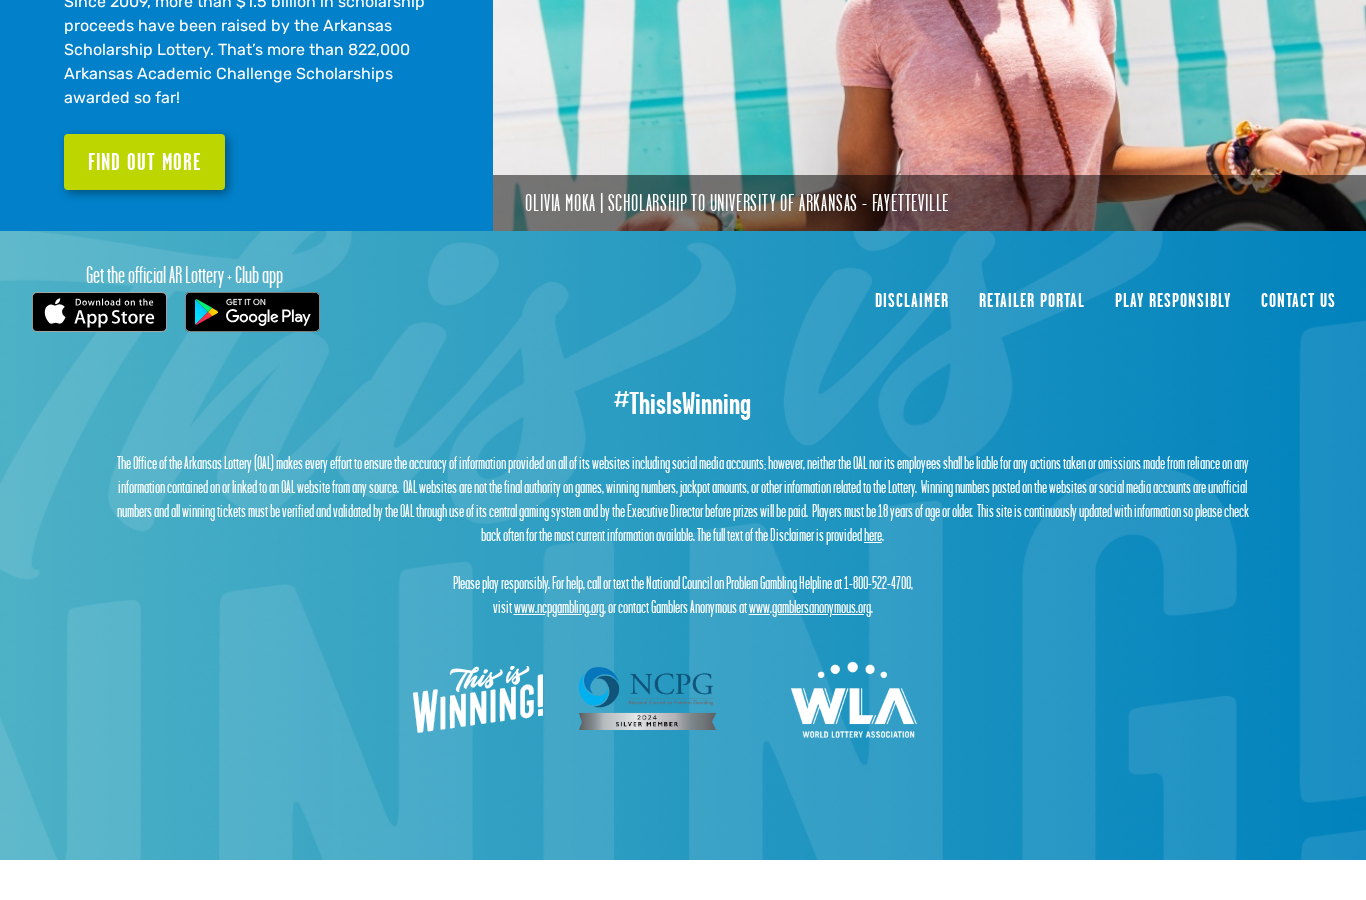 Since 2009, more than $1.5 billion in scholarship
proceeds have been raised by the Arkansas
Scholarship Lottery. That’s more than 822,000
Arkansas Academic Challenge Scholarships
awarded so far!
FIND OUT MORE
OLIVIA MOKA | SCHOLARSHIP TO UNIVERSITY OF ARKANSAS - FAYETTEVILLE
Get the official AR Lottery + Club app
Download on the
App Store
GET IT ON
Google Play
DISCLAIMER RETAILER PORTAL PLAY RESPONSIBLY CONTACT US
#ThisIsWinning
The Office of the Arkansas Lottery (OAL) makes every effort to ensure the accuracy of information provided on all of its websites including social media accounts; however, neither the OAL nor its employees shall be liable for any actions taken or omissions made from reliance on any
information contained on or linked to an OAL website from any source. OAL websites are not the final authority on games, winning numbers, jackpot amounts, or other information related to the Lottery. Winning numbers posted on the websites or social media accounts are unofficial
numbers and all winning tickets must be verified and validated by the OAL through use of its central gaming system and by the Executive Director before prizes will be paid. Players must be 18 years of age or older. This site is continuously updated with information so please check
back often for the most current information available. The full text of the Disclaimer is provided here.
Please play responsibly. For help, call or text the National Council on Problem Gambling Helpline at 1-800-522-4700,
visit www.ncpgambling.org, or contact Gamblers Anonymous at www.gamblersanonymous.org.
This is
WINNING!
NCPG
2024
SILVER MEMBER
WLA
WORLD LOTTERY ASSOCIATION